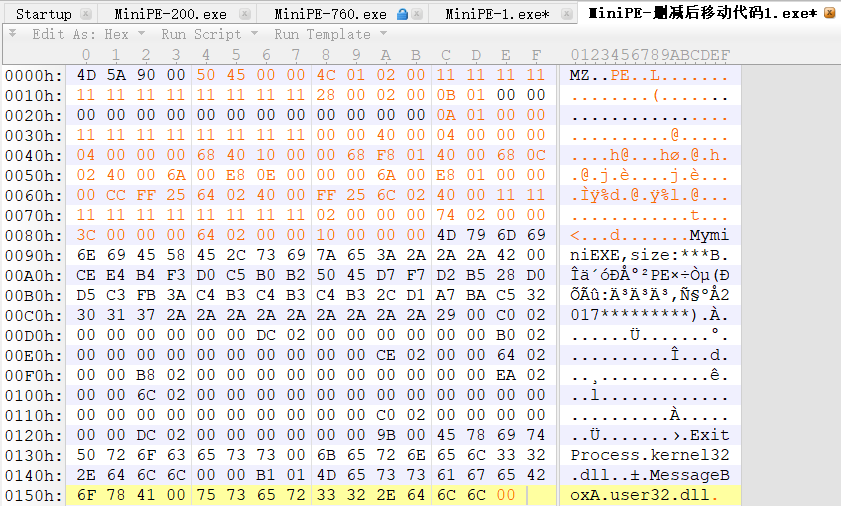 Startup MiniPE-200.exe MiniPE-760.exe MiniPE-1.exe* MiniPE-删减后移动代码1.exe*
Edit As: Hex Run Script Run Template
0 1 2 3 4 5 6 7 8 9 A B C D E F 0123456789ABCDEF
0000h: 4D 5A 90 00 50 45 00 00 4C 01 02 00 11 11 11 11 MZ..PE..L.......
0010h: 11 11 11 11 11 11 11 11 28 00 02 00 0B 01 00 00 ........(.......
0020h: 00 00 00 00 00 00 00 00 00 00 00 00 0A 01 00 00 ................
0030h: 11 11 11 11 11 11 11 11 00 00 40 00 04 00 00 00 ..........@.....
0040h: 04 00 00 00 68 40 10 00 00 68 F8 01 40 00 68 0C ....h@...hø.@.h.
0050h: 02 40 00 6A 00 E8 0E 00 00 00 6A 00 E8 01 00 00 .@.j.è....j.è...
0060h: 00 CC FF 25 64 02 40 00 FF 25 6C 02 40 00 11 11 .Ìÿ%d.@.ÿ%l.@...
0070h: 11 11 11 11 11 11 11 11 02 00 00 00 74 02 00 00 ............t...
0080h: 3C 00 00 00 64 02 00 00 10 00 00 00 4D 79 6D 69 <...d.......Mymi
0090h: 6E 69 45 58 45 2C 73 69 7A 65 3A 2A 2A 2A 42 00 niEXE,size:***B.
00A0h: CE E4 B4 F3 D0 C5 B0 B2 50 45 D7 F7 D2 B5 28 D0 Îä´óÐÅ°²PE×÷Òµ(Ð
00B0h: D5 C3 FB 3A C4 B3 C4 B3 C4 B3 2C D1 A7 BA C5 32 ÕÃû:Ä³Ä³Ä³,Ñ§ºÅ2
00C0h: 30 31 37 2A 2A 2A 2A 2A 2A 2A 2A 2A 29 00 C0 02 017*********).À.
00D0h: 00 00 00 00 00 00 DC 02 00 00 00 00 00 00 B0 02 ......Ü.......°.
00E0h: 00 00 00 00 00 00 00 00 00 00 CE 02 00 00 64 02 ..........Î...d.
00F0h: 00 00 B8 02 00 00 00 00 00 00 00 00 00 00 EA 02 ..¸...........ê.
0100h: 00 00 6C 02 00 00 00 00 00 00 00 00 00 00 00 00 ..l.............
0110h: 00 00 00 00 00 00 00 00 00 00 C0 02 00 00 00 00 ..........À.....
0120h: 00 00 DC 02 00 00 00 00 00 00 9B 00 45 78 69 74 ..Ü.......›.Exit
0130h: 50 72 6F 63 65 73 73 00 6B 65 72 6E 65 6C 33 32 Process.kernel32
0140h: 2E 64 6C 6C 00 00 B1 01 4D 65 73 73 61 67 65 42 .dll..±.MessageB
0150h: 6F 78 41 00 75 73 65 72 33 32 2E 64 6C 6C 00 oxA.user32.dll.